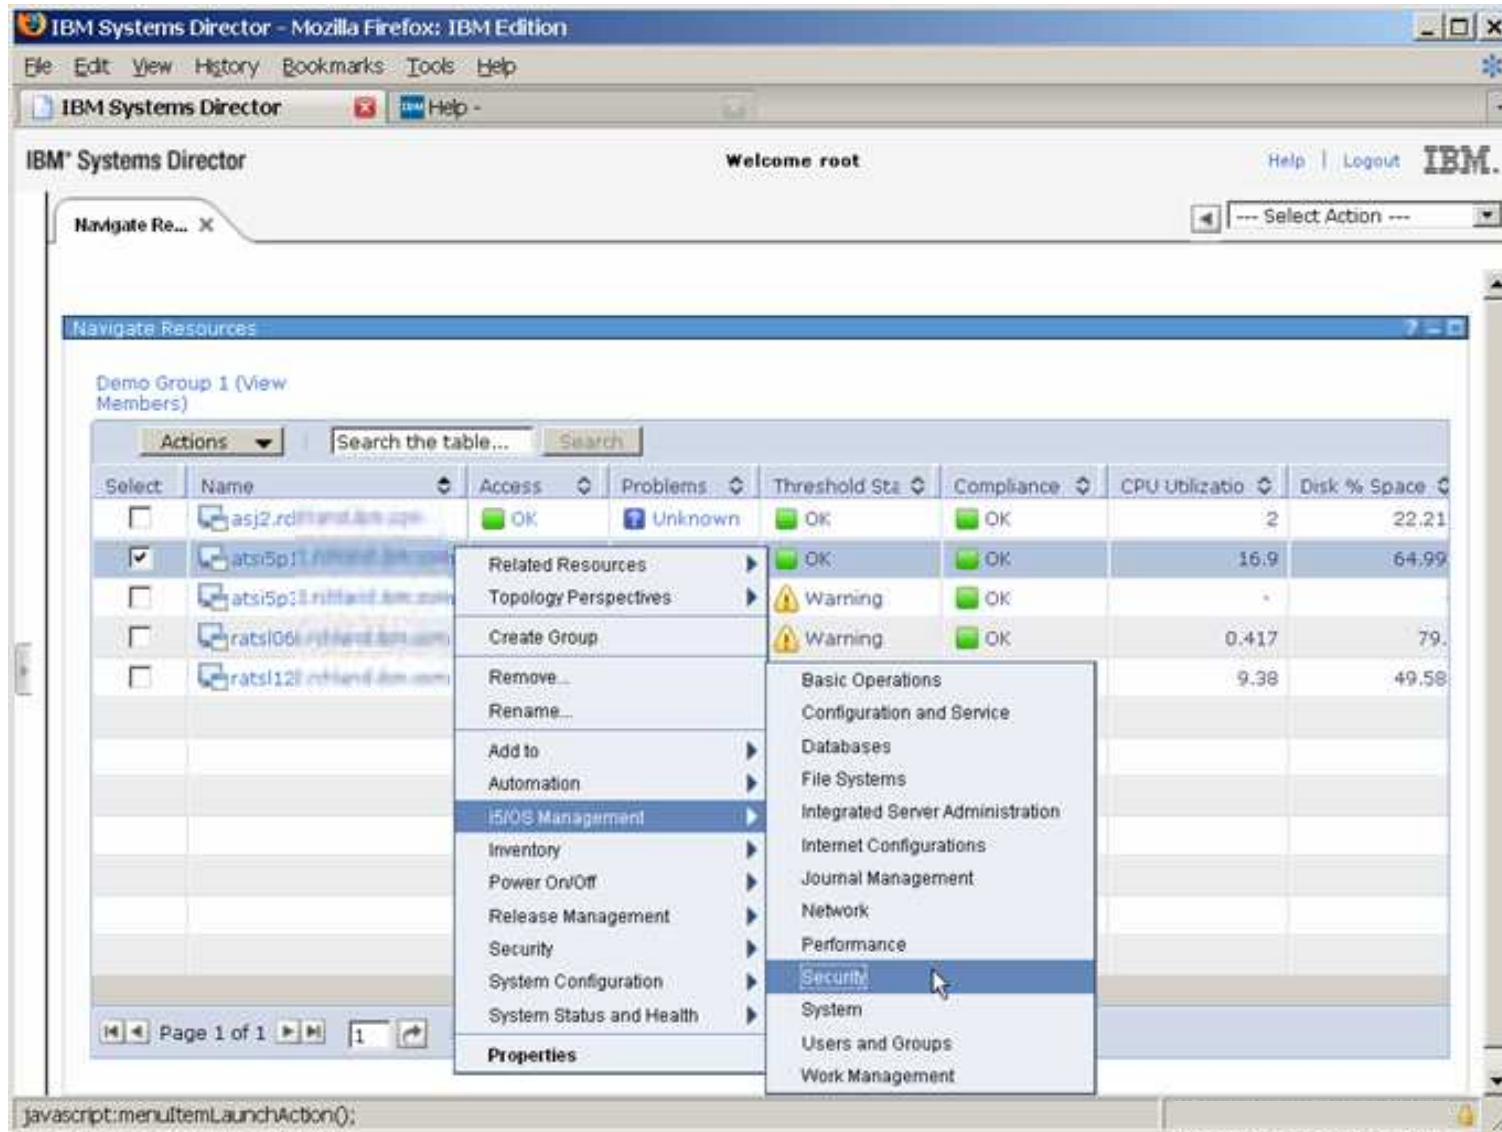 IBM Systems Director - Mozilla Firefox: IBM Edition
File Edit View History Bookmarks Tools Help
IBM Systems Director Help -
IBM® Systems Director Welcome root Help | Logout IBM.
Navigate Re... X --- Select Action ---
Navigate Resources ?
Demo Group 1 (View
Members)
Actions Search the table... Search
Select Name Access Problems Threshold Sta Compliance CPU Utilizatio Disk % Space
asj2. OK Unknown OK OK 2 22.21
OK OK 16.9 64.99
Warning OK - -
Warning OK 0.417 79.
9.38 49.58
Related Resources
Topology Perspectives
Create Group
Remove...
Rename...
Add to
Automation
i5/OS Management
Inventory
Power On/Off
Release Management
Security
System Configuration
System Status and Health
Properties
Basic Operations
Configuration and Service
Databases
File Systems
Integrated Server Administration
Internet Configurations
Journal Management
Network
Performance
Security
System
Users and Groups
Work Management
Page 1 of 1 1
javascript:menuItemLaunchAction();